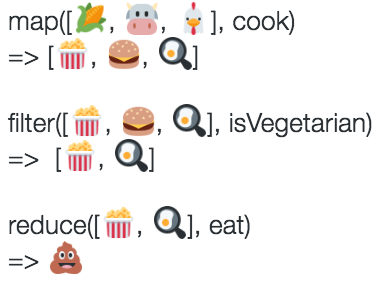 map([🌽, 🐮, 🐔], cook)
=> [🍿, 🍔, 🍳]
filter([🍿, 🍔, 🍳], isVegetarian)
=> [🍿, 🍳]
reduce([🍿, 🍳], eat)
=> 💩